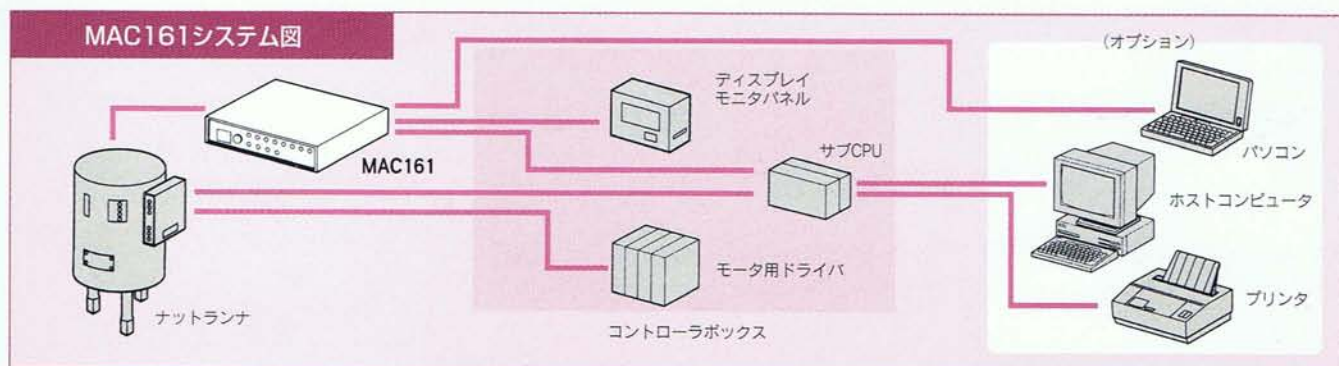 MAC161システム図
(オプション)
ディスプレイ
モニタパネル
MAC161
サブCPU
パソコン
ホストコンピュータ
モータ用ドライバ
プリンタ
ナットランナ
コントローラボックス